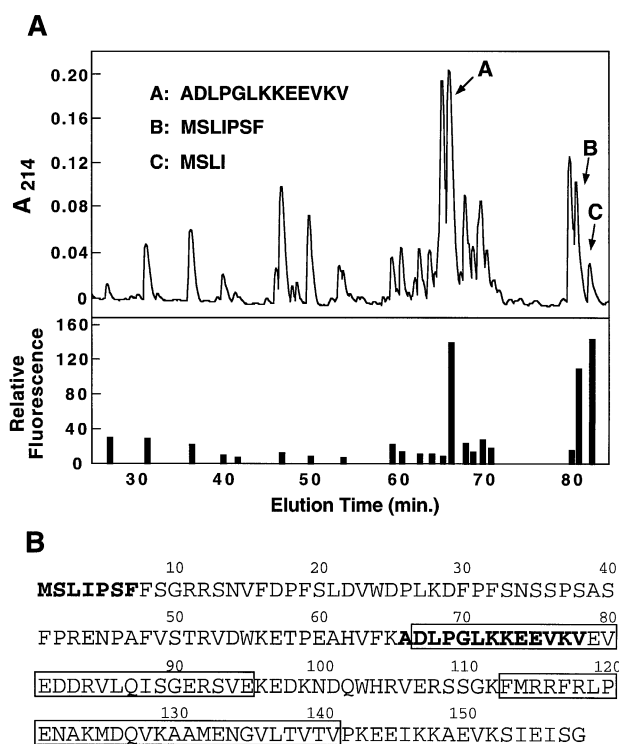 A
A 214
0.20
0.16
0.12
0.08
0.04
0
A: ADLPGLKKEEVKV
B: MSLIPSF
C: MSLI
A
B
C
Relative
Fluorescence
160
120
80
40
0
30 40 50 60 70 80
Elution Time (min.)
B
10 20 30 40
MSLIPSFFSGRRSNVFDPFSLDVWDPLKDFPFSNSSPSAS
50 60 70 80
FPRENPAFVSTRVDWKETPEAHVFKADLPGLKKEEVKVEV
90 100 110 120
EDDRVLQISGERSVEKEDKNDQWHRVERSSGKFMRRFRLP
130 140 150
ENAKMDQVKAAMENGVLTVTVPKEEIKKAEVKSIEISG